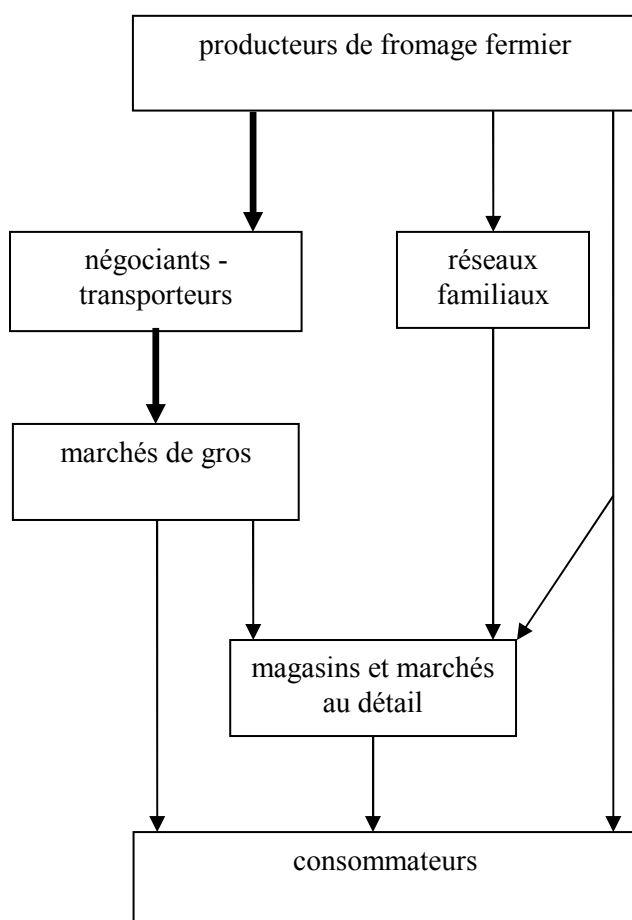 producteurs de fromage fermier
négociants -
transporteurs
réseaux
familiaux
marchés de gros
magasins et marchés
au détail
consommateurs